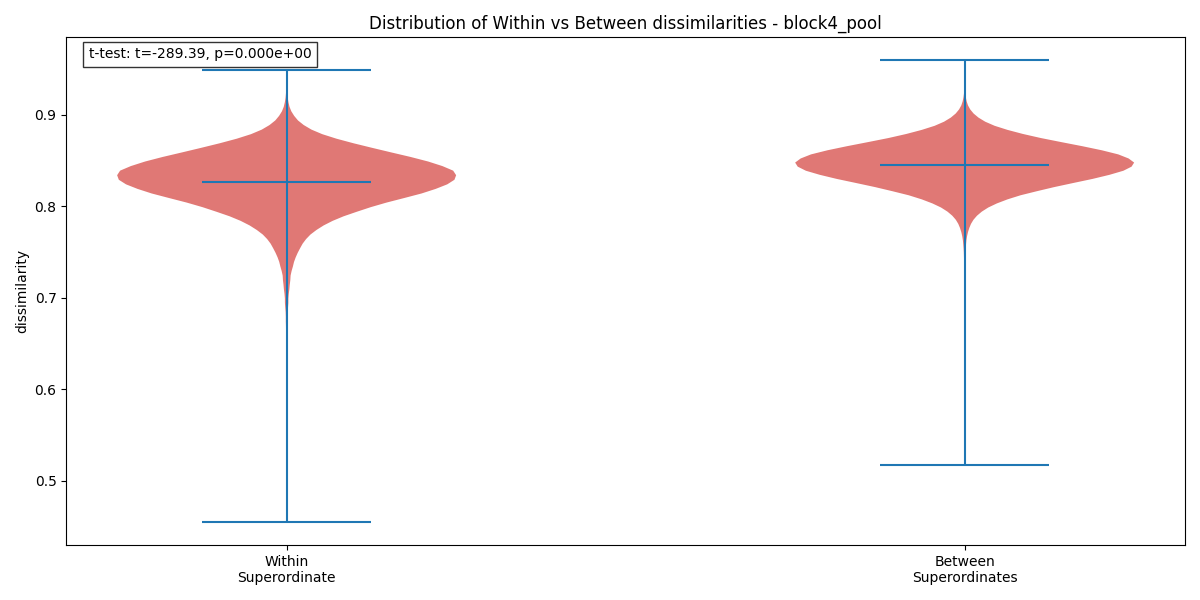 Distribution of Within vs Between dissimilarities - block4_pool
t-test: t=-289.39, p=0.000e+00
dissimilarity
0.9
0.8
0.7
0.6
0.5
Within
Superordinate
Between
Superordinates